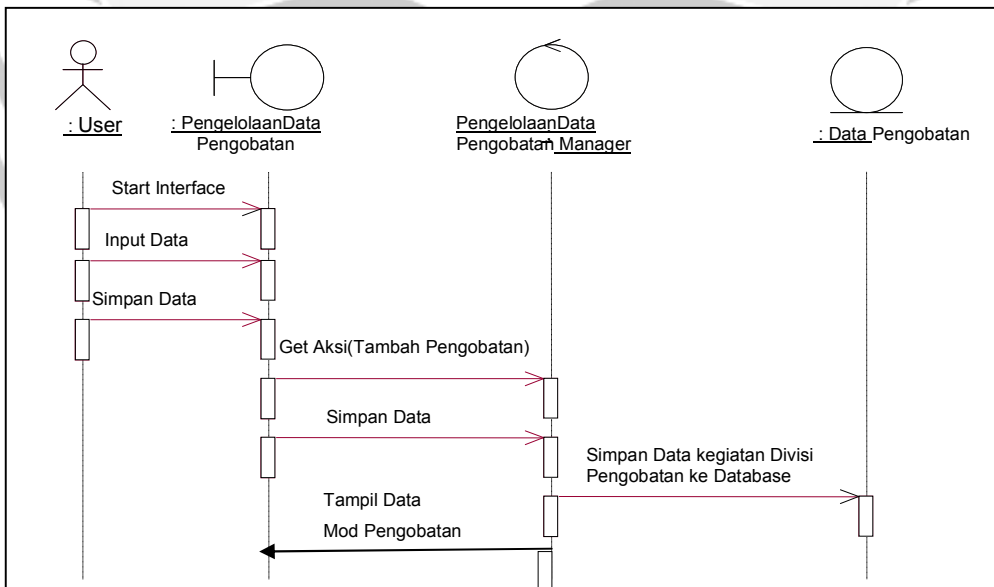 : User
: PengelolaanData
Pengobatan
PengelolaanData
Pengobatan Manager
: Data Pengobatan
Start Interface
Input Data
Simpan Data
Get Aksi(Tambah Pengobatan)
Simpan Data
Simpan Data kegiatan Divisi
Pengobatan ke Database
Tampil Data
Mod Pengobatan